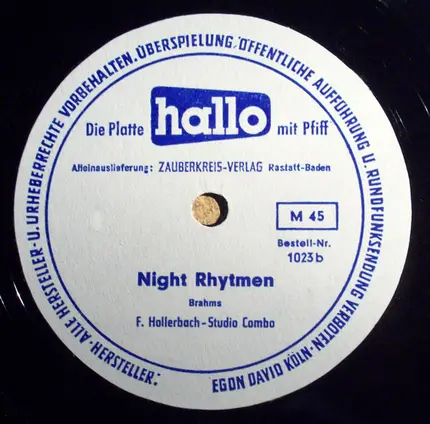 ALLE HERSTELLER- U. URHEBERRECHTE VORBEHALTEN. ÜBERSPIELUNG, ÖFFENTLICHE AUFFÜHRUNG U. RUNDFUNKSENDUNG VERBOTEN · HERSTELLER: EGON DAVID KÖLN ·
Die Platte hallo mit Pfiff
Alleinauslieferung: ZAUBERKREIS-VERLAG Rastatt-Baden
M 45
Bestell-Nr.
1023 b
Night Rhytmen
Brahms
F. Hollerbach-Studio Combo